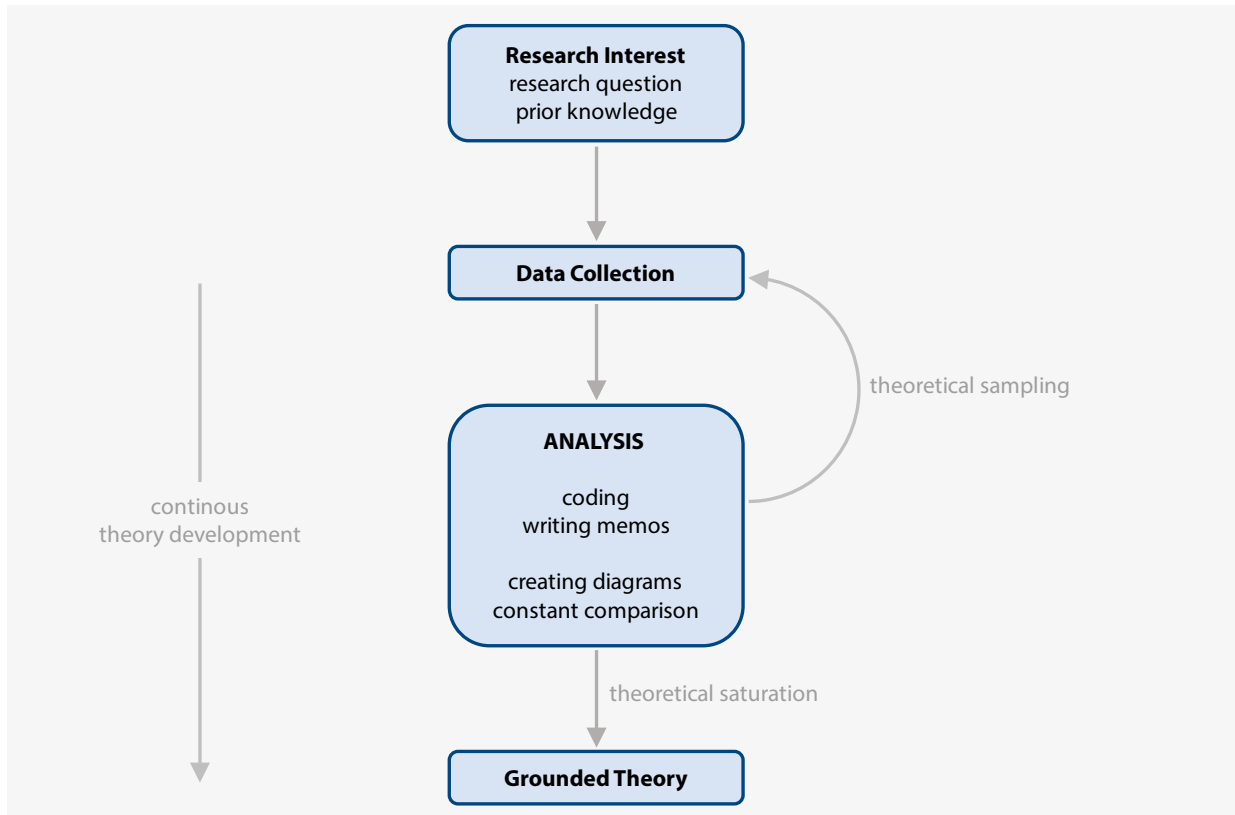 Research Interest
research question
prior knowledge
Data Collection
theoretical sampling
ANALYSIS
coding
writing memos
creating diagrams
constant comparison
continous
theory development
theoretical saturation
Grounded Theory